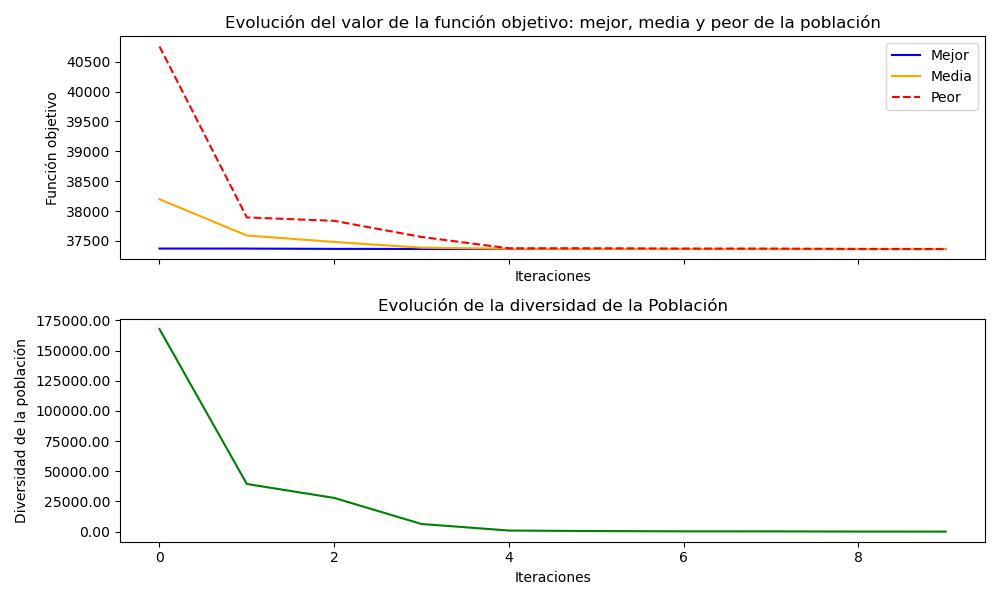 Evolución del valor de la función objetivo: mejor, media y peor de la población
40500
40000
39500
39000
38500
38000
37500
Función objetivo
Mejor
Media
Peor
Iteraciones
Evolución de la diversidad de la Población
175000.00
150000.00
125000.00
100000.00
75000.00
50000.00
25000.00
0.00
Diversidad de la población
0 2 4 6 8
Iteraciones